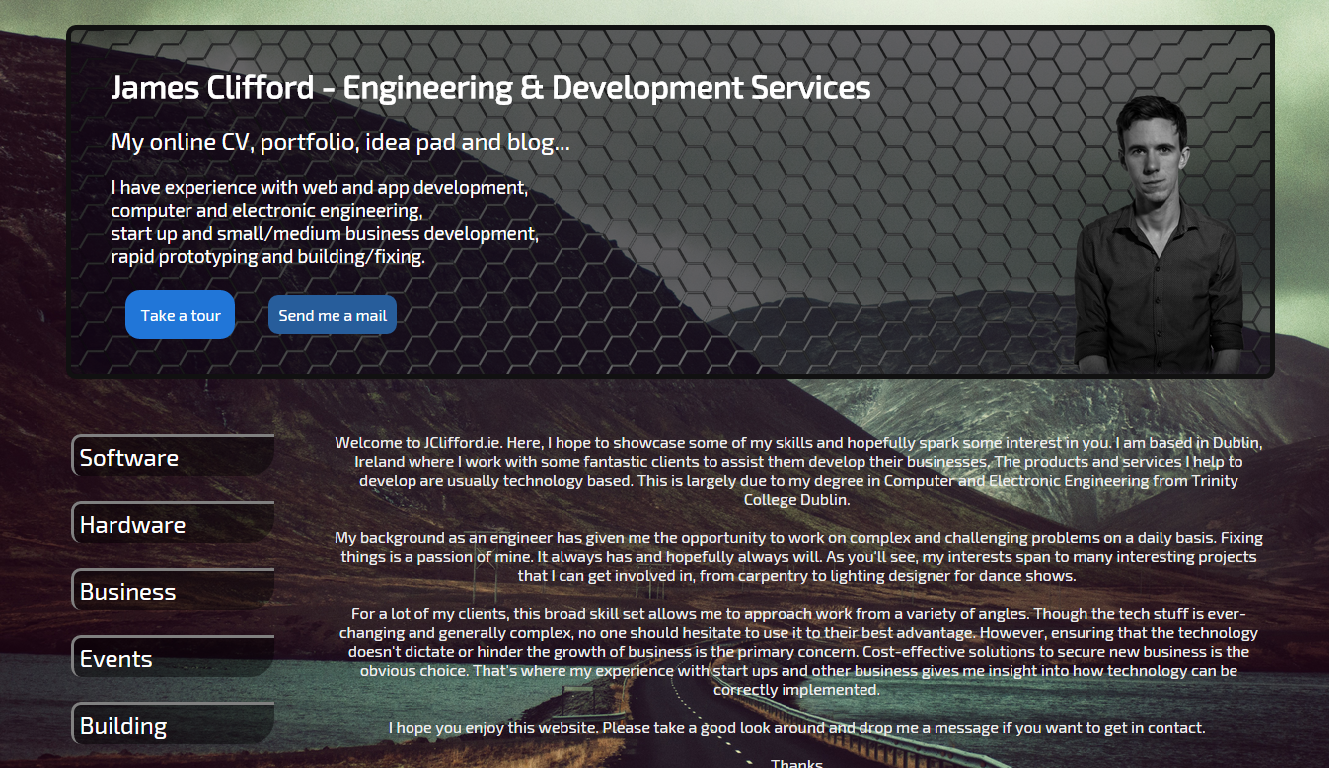 James Clifford - Engineering & Development Services
My online CV, portfolio, idea pad and blog...
I have experience with web and app development,
computer and electronic engineering,
start up and small/medium business development,
rapid prototyping and building/fixing.
Take a tour
Send me a mail
Software
Hardware
Business
Events
Building
Welcome to JClifford.ie. Here, I hope to showcase some of my skills and hopefully spark some interest in you. I am based in Dublin,
Ireland where I work with some fantastic clients to assist them develop their businesses. The products and services I help to
develop are usually technology based. This is largely due to my degree in Computer and Electronic Engineering from Trinity
College Dublin.
My background as an engineer has given me the opportunity to work on complex and challenging problems on a daily basis. Fixing
things is a passion of mine. It always has and hopefully always will. As you'll see, my interests span to many interesting projects
that I can get involved in, from carpentry to lighting designer for dance shows.
For a lot of my clients, this broad skill set allows me to approach work from a variety of angles. Though the tech stuff is ever-
changing and generally complex, no one should hesitate to use it to their best advantage. However, ensuring that the technology
doesn't dictate or hinder the growth of business is the primary concern. Cost-effective solutions to secure new business is the
obvious choice. That's where my experience with start ups and other business gives me insight into how technology can be
correctly implemented.
I hope you enjoy this website. Please take a good look around and drop me a message if you want to get in contact.
Thanks